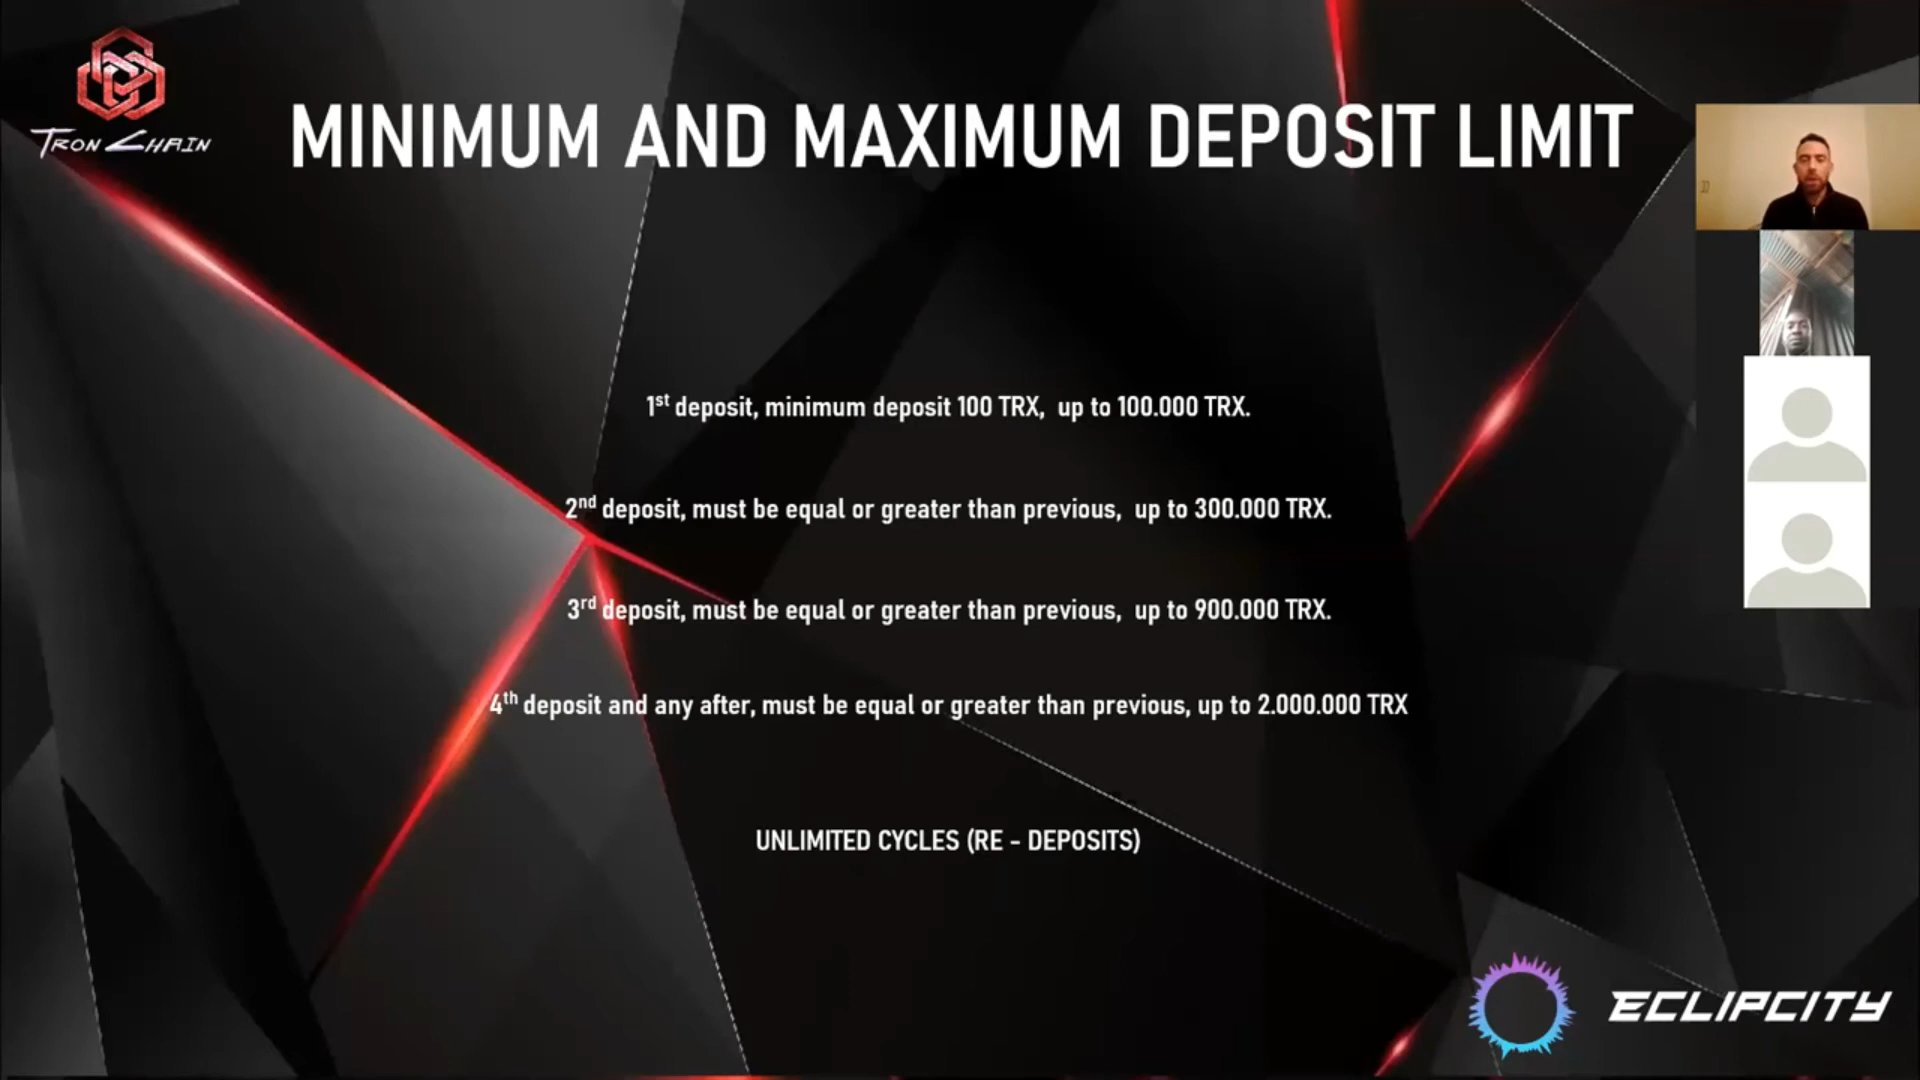 TRON CHAIN
MINIMUM AND MAXIMUM DEPOSIT LIMIT
1st deposit, minimum deposit 100 TRX, up to 100.000 TRX.
2nd deposit, must be equal or greater than previous, up to 300.000 TRX.
3rd deposit, must be equal or greater than previous, up to 900.000 TRX.
4th deposit and any after, must be equal or greater than previous, up to 2.000.000 TRX
UNLIMITED CYCLES (RE - DEPOSITS)
ECLIPCITY